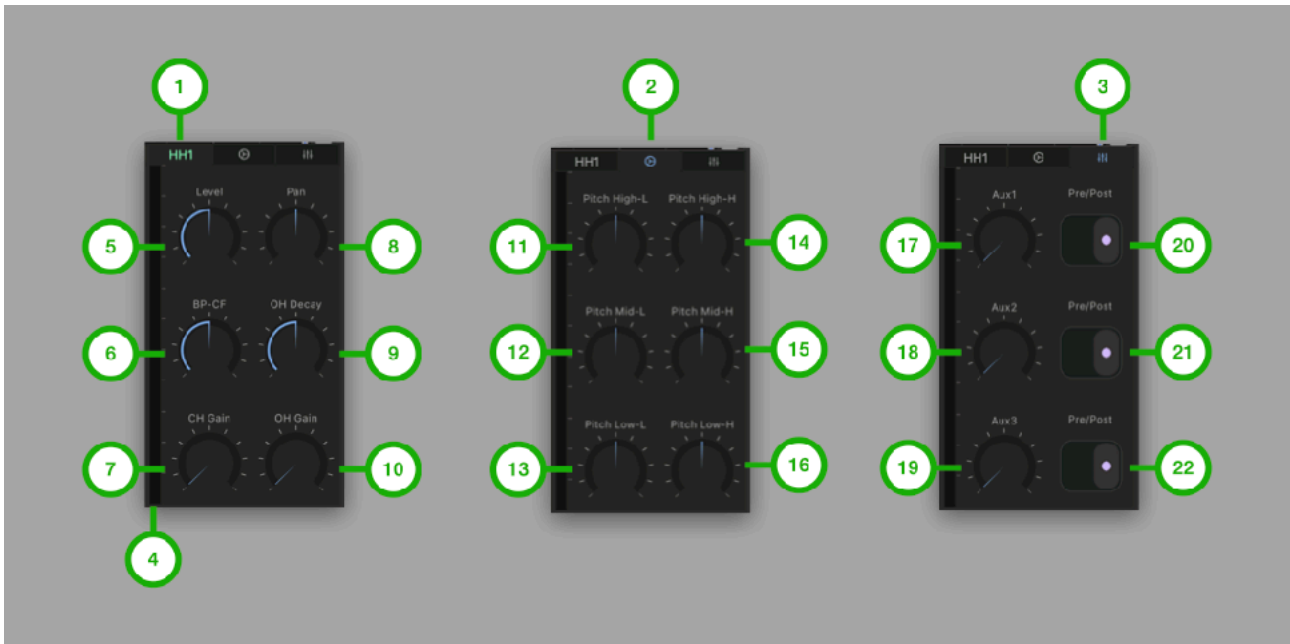 1
2
3
HH1
HH1
HH1
Level Pan
Pitch High-L Pitch High-H
Aux1 Pre/Post
5 8 11 14 17 20
BP-CF OH Decay
Pitch Mid-L Pitch Mid-H
Aux2 Pre/Post
6 9 12 15 18 21
CH Gain OH Gain
Pitch Low-L Pitch Low-H
Aux3 Pre/Post
7 10 13 16 19 22
4